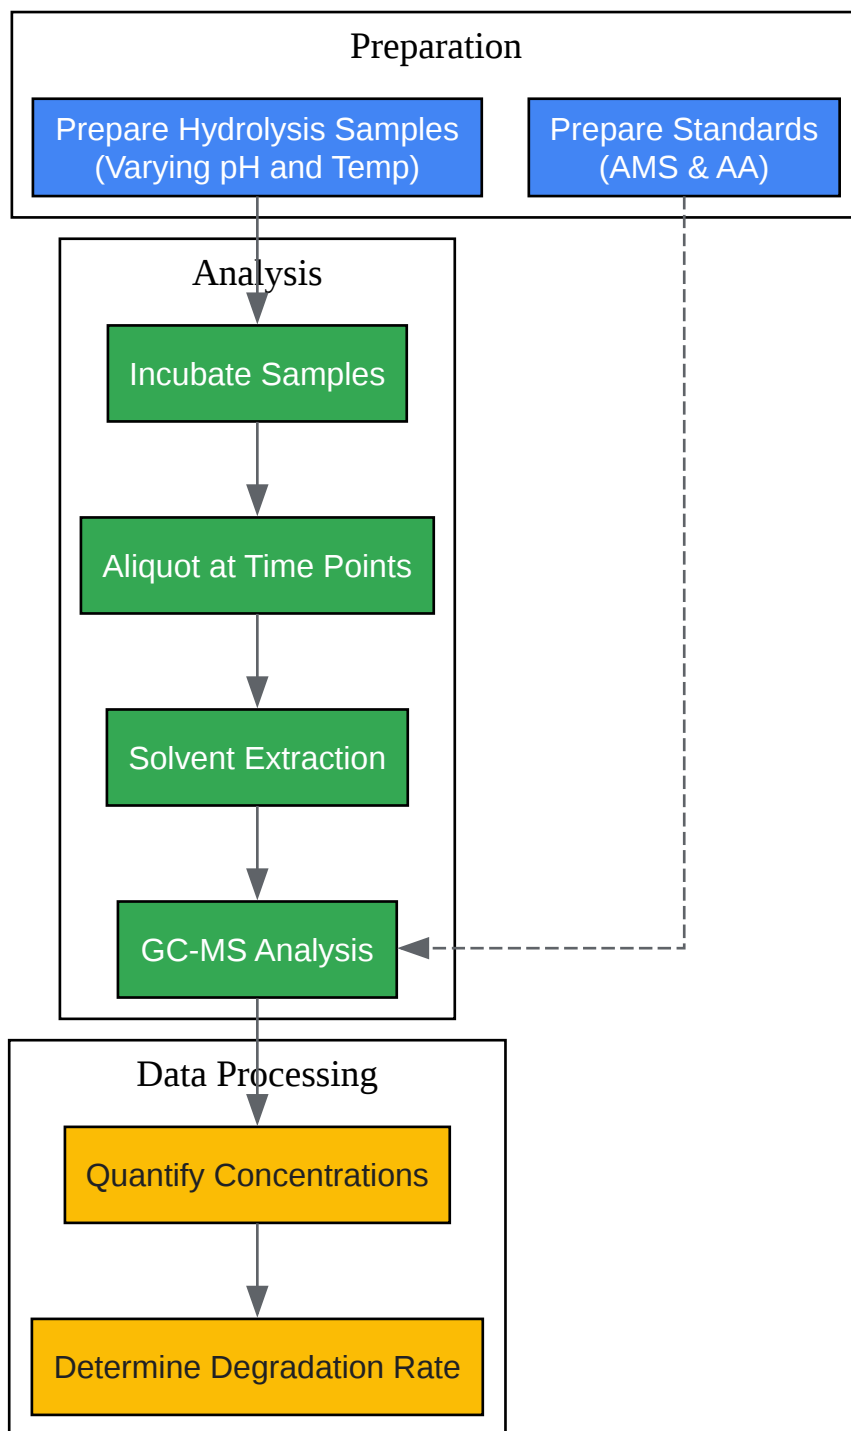 Preparation
Prepare Hydrolysis Samples
(Varying pH and Temp)
Prepare Standards
(AMS & AA)
Analysis
Incubate Samples
Aliquot at Time Points
Solvent Extraction
GC-MS Analysis
Data Processing
Quantify Concentrations
Determine Degradation Rate